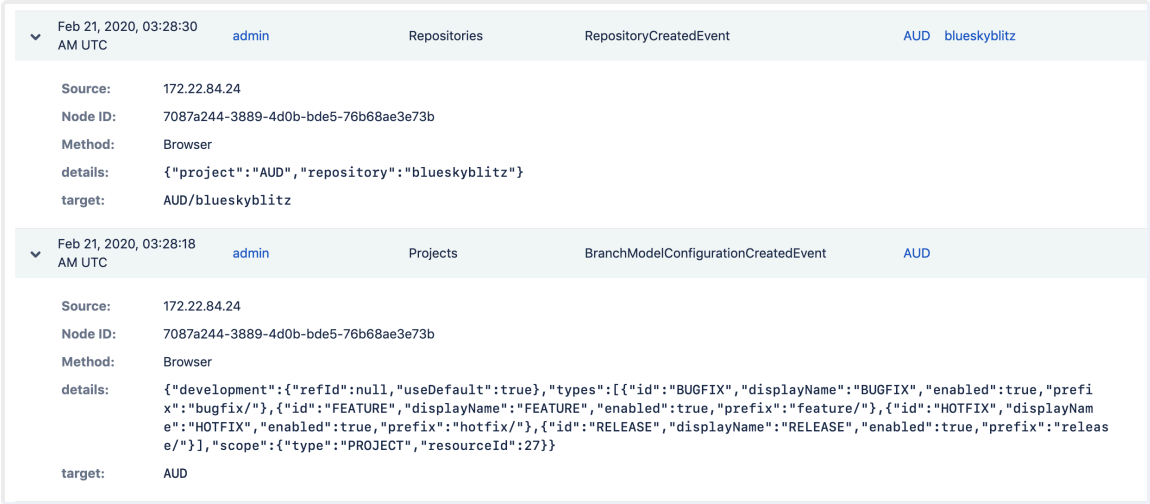 Feb 21, 2020, 03:28:30
AM UTC
admin
Repositories
RepositoryCreatedEvent
AUD blueskyblitz
Source: 172.22.84.24
Node ID: 7087a244-3889-4d0b-bde5-76b68ae3e73b
Method: Browser
details: {"project":"AUD","repository":"blueskyblitz"}
target: AUD/blueskyblitz
Feb 21, 2020, 03:28:18
AM UTC
admin
Projects
BranchModelConfigurationCreatedEvent
AUD
Source: 172.22.84.24
Node ID: 7087a244-3889-4d0b-bde5-76b68ae3e73b
Method: Browser
details: {"development":{"refId":null,"useDefault":true},"types":[{"id":"BUGFIX","displayName":"BUGFIX","enabled":true,"prefi
x":"bugfix/"},{"id":"FEATURE","displayName":"FEATURE","enabled":true,"prefix":"feature/"},{"id":"HOTFIX","displayNam
e":"HOTFIX","enabled":true,"prefix":"hotfix/"},{"id":"RELEASE","displayName":"RELEASE","enabled":true,"prefix":"releas
e/"}],"scope":{"type":"PROJECT","resourceId":27}}
target: AUD